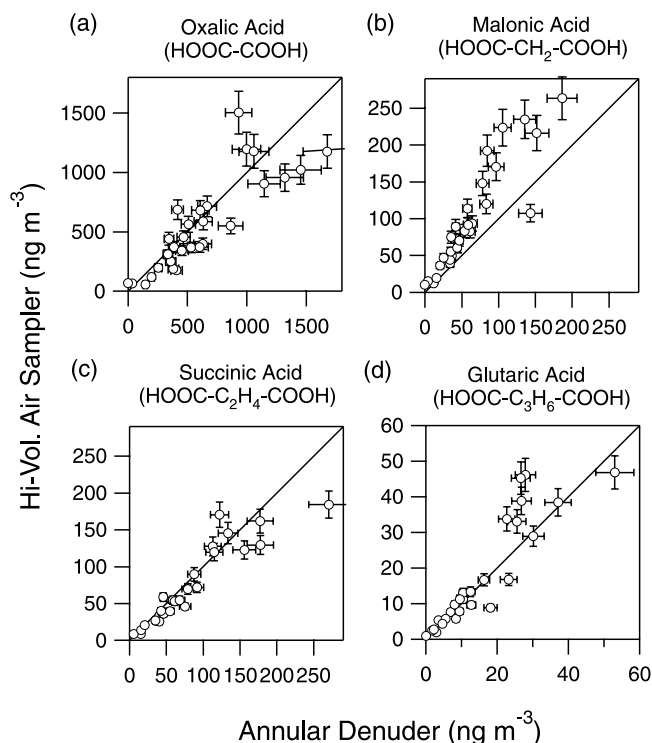 (a)
Oxalic Acid
(HOOC-COOH)
1500
1000
500
0
0 500 1000 1500
(b)
Malonic Acid
(HOOC-CH₂-COOH)
250
200
150
100
50
0
0 50 100 150 200 250
(c)
Succinic Acid
(HOOC-C₂H₄-COOH)
250
200
150
100
50
0
0 50 100 150 200 250
(d)
Glutaric Acid
(HOOC-C₃H₆-COOH)
60
50
40
30
20
10
0
0 20 40 60
Hi-Vol. Air Sampler (ng m⁻³)
Annular Denuder (ng m⁻³)